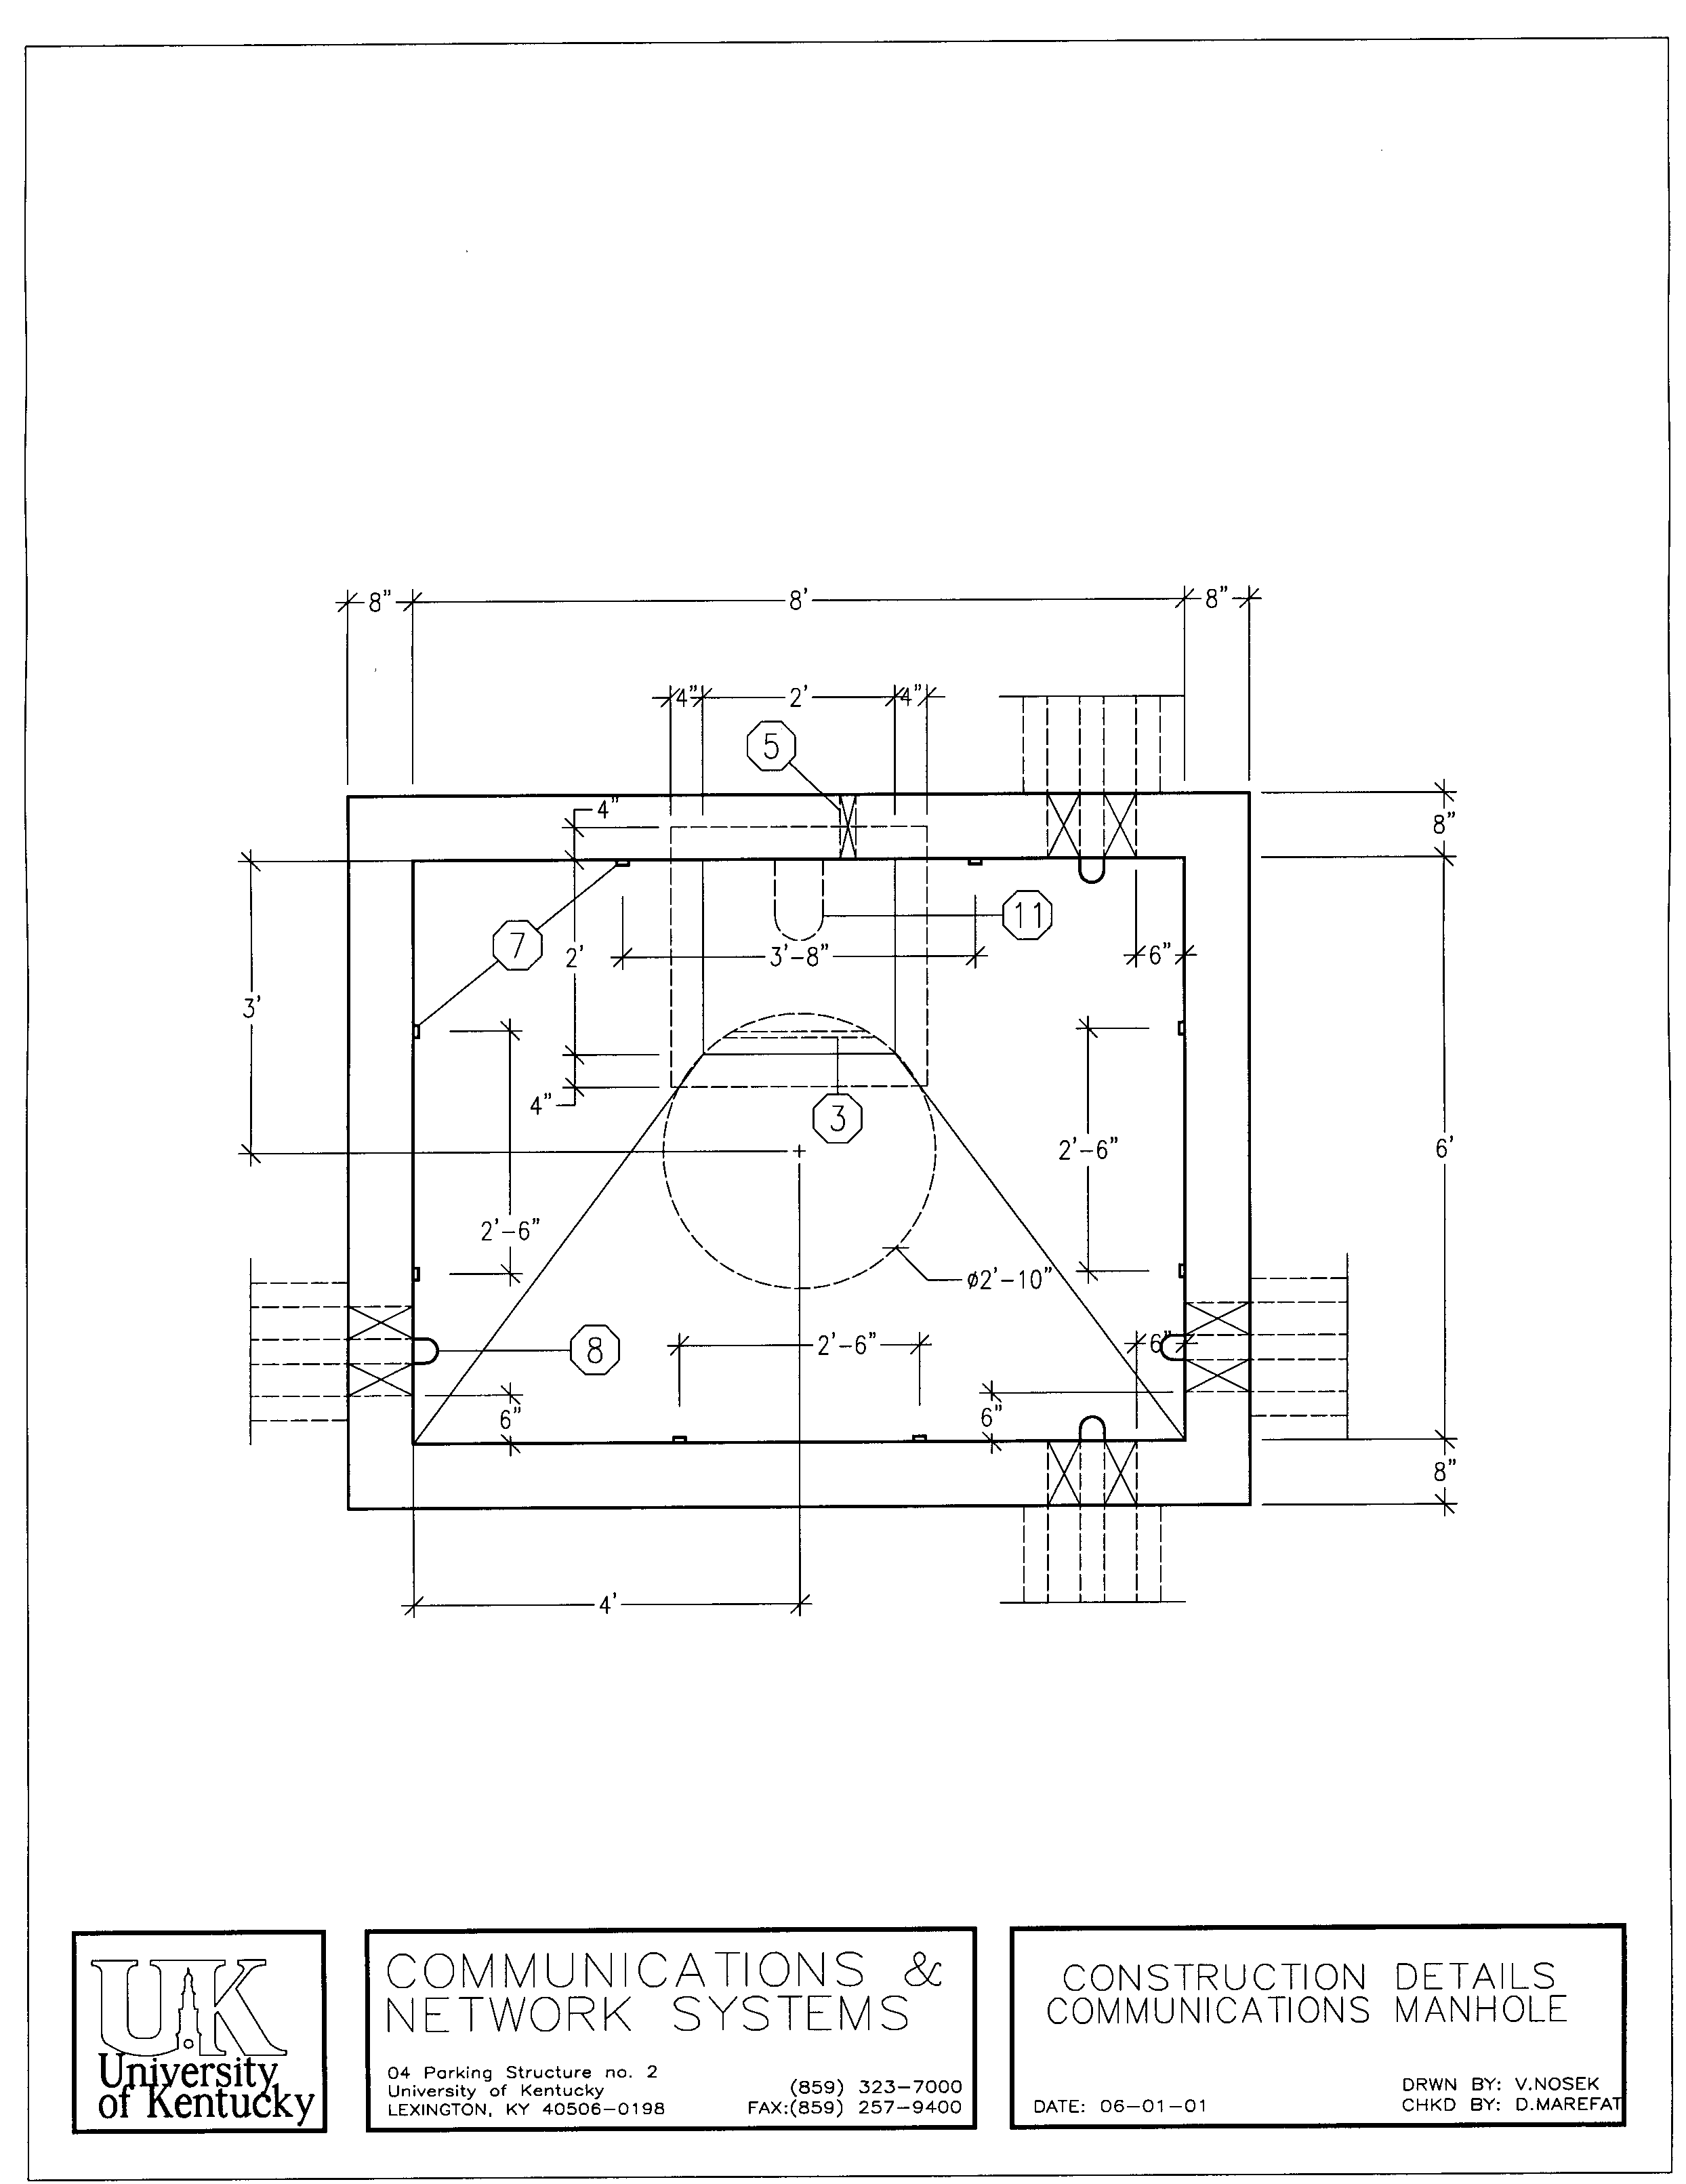 8" 8' 8"
4" 2' 4"
5
4"
8"
7
11
2'
3'-8"
6"
3'
4"
3
2'-6"
6'
2'-6"
ø2'-10"
8
2'-6"
6"
6"
6"
8"
4'
UK
University
of Kentucky
COMMUNICATIONS &
NETWORK SYSTEMS
04 Parking Structure no. 2
University of Kentucky
LEXINGTON, KY 40506-0198
(859) 323-7000
FAX:(859) 257-9400
CONSTRUCTION DETAILS
COMMUNICATIONS MANHOLE
DATE: 06-01-01
DRWN BY: V.NOSEK
CHKD BY: D.MAREFAT